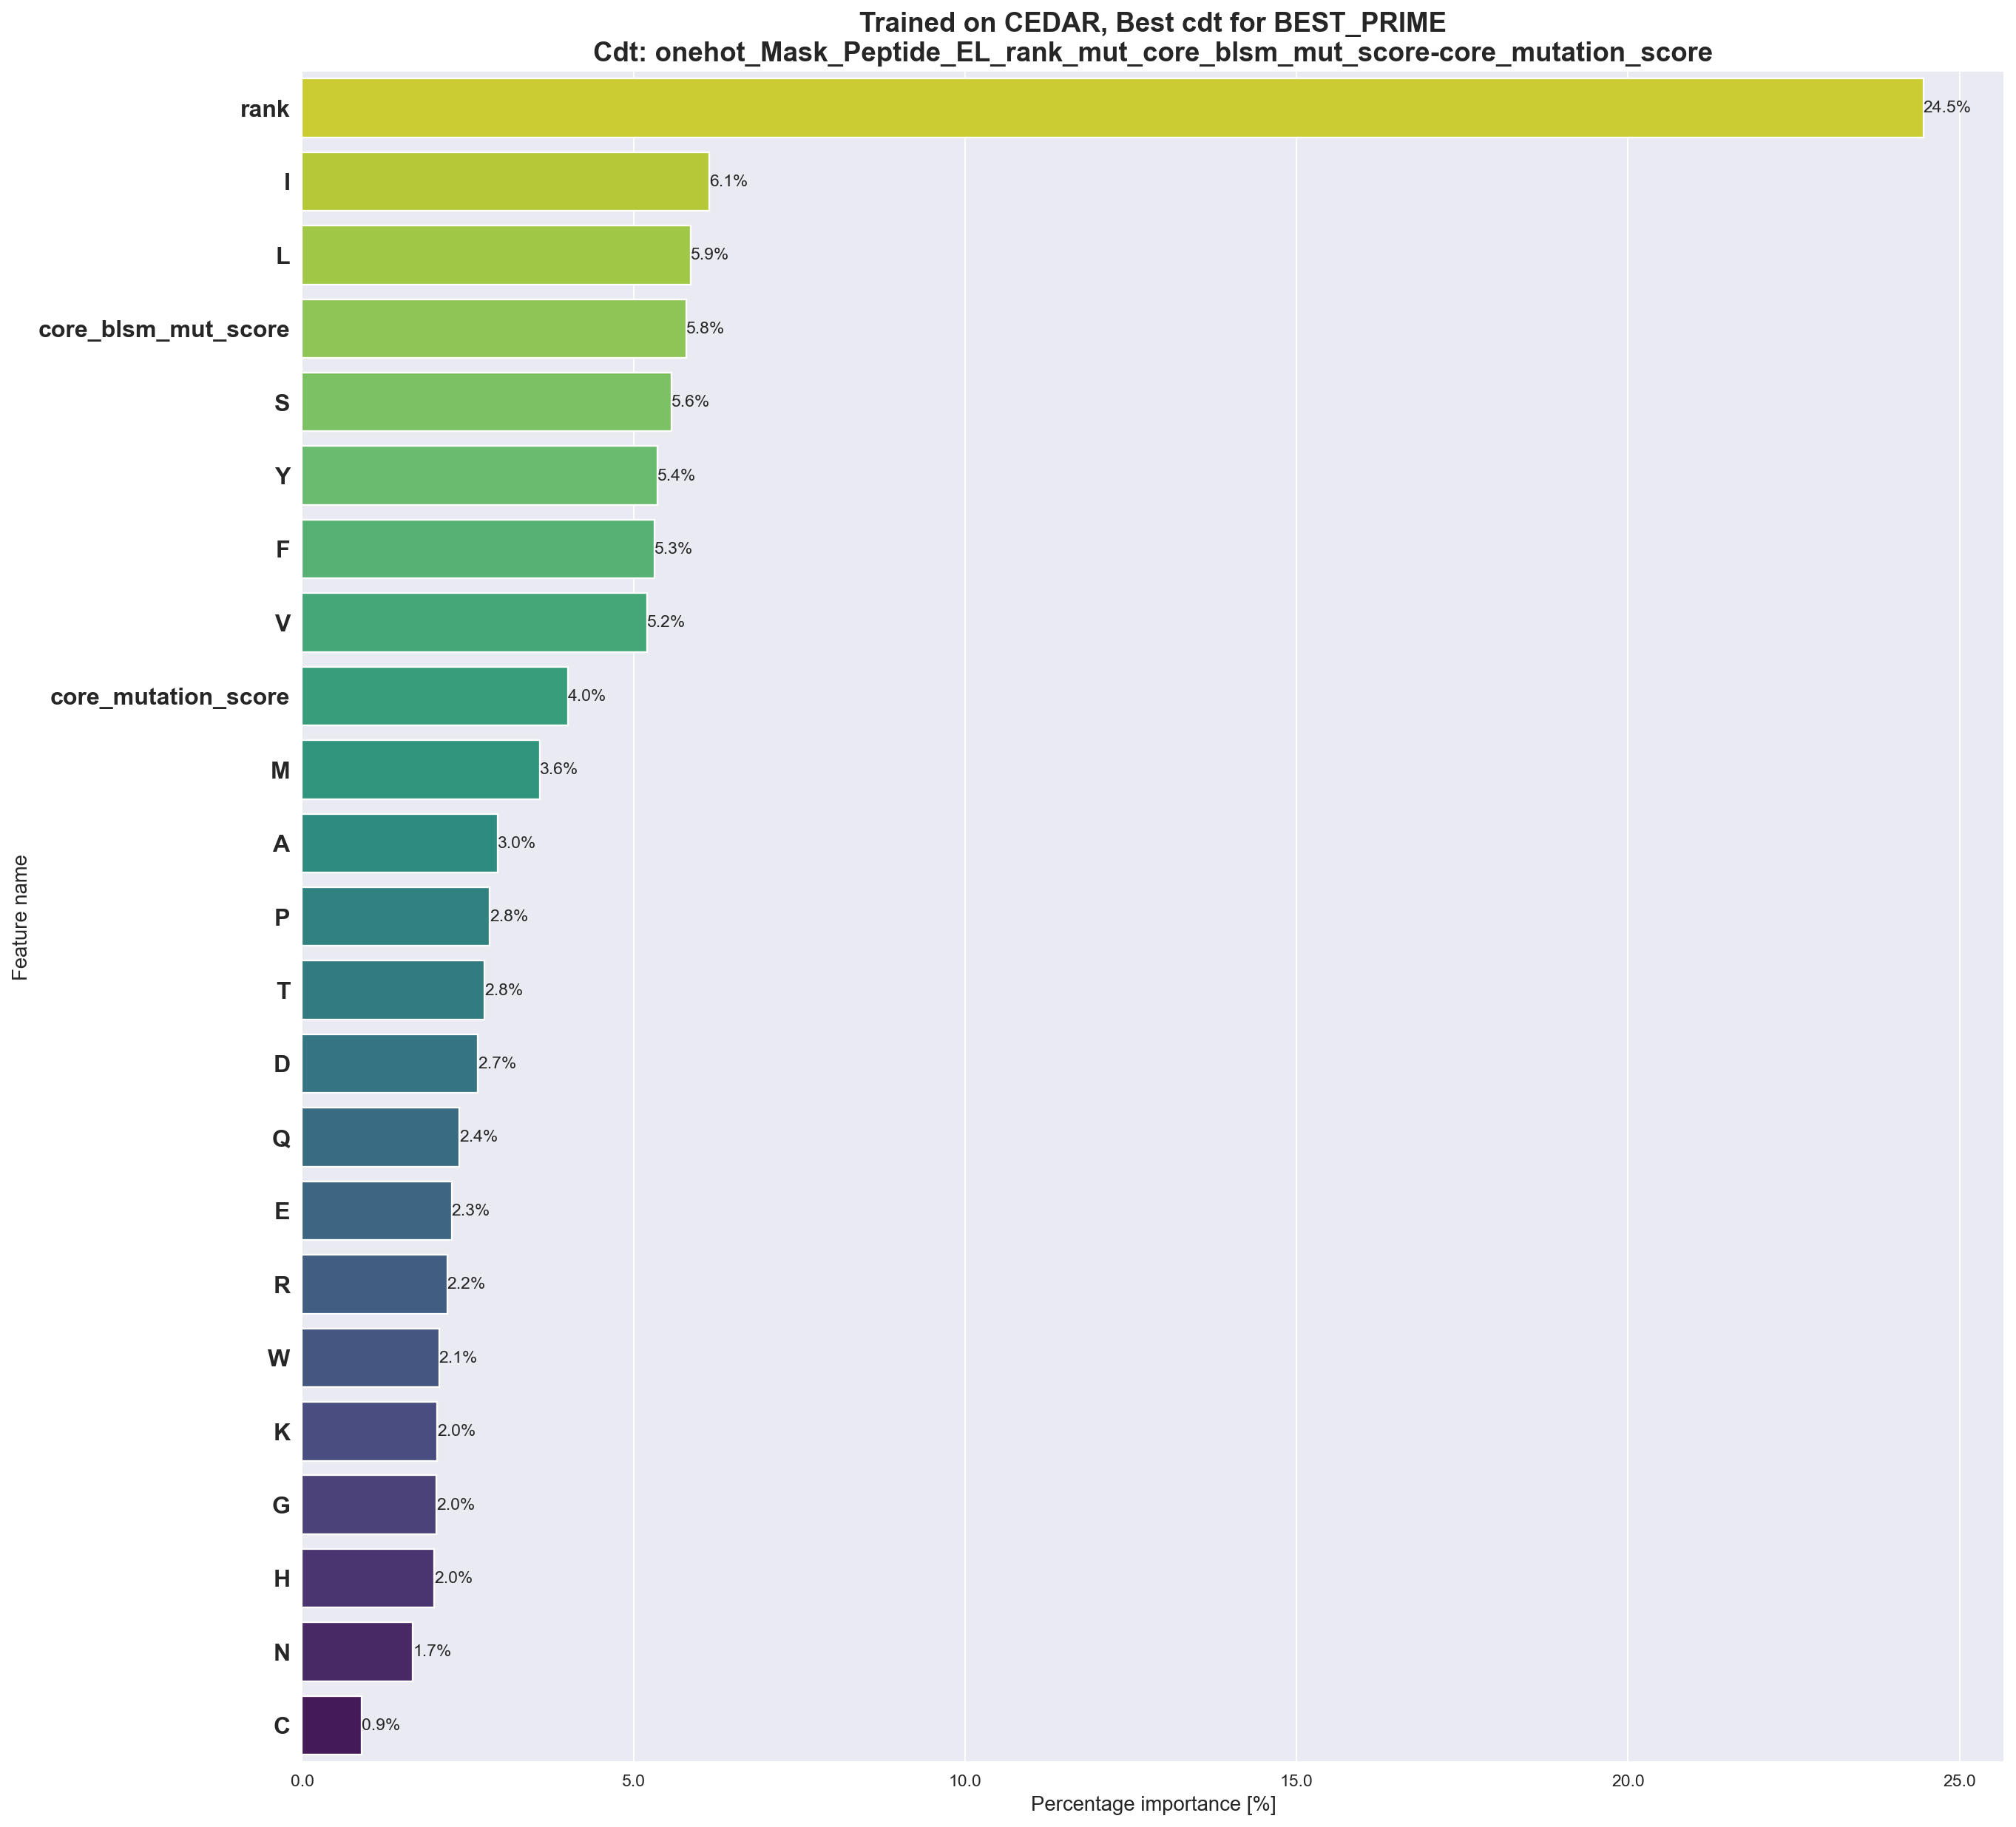 Trained on CEDAR, Best cdt for BEST_PRIME
Cdt: onehot_Mask_Peptide_EL_rank_mut_core_blsm_mut_score-core_mutation_score
rank 24.5%
I 6.1%
L 5.9%
core_blsm_mut_score 5.8%
S 5.6%
Y 5.4%
F 5.3%
V 5.2%
core_mutation_score 4.0%
M 3.6%
A 3.0%
P 2.8%
T 2.8%
D 2.7%
Q 2.4%
E 2.3%
R 2.2%
W 2.1%
K 2.0%
G 2.0%
H 2.0%
N 1.7%
C 0.9%
Feature name
0.0 5.0 10.0 15.0 20.0 25.0
Percentage importance [%]